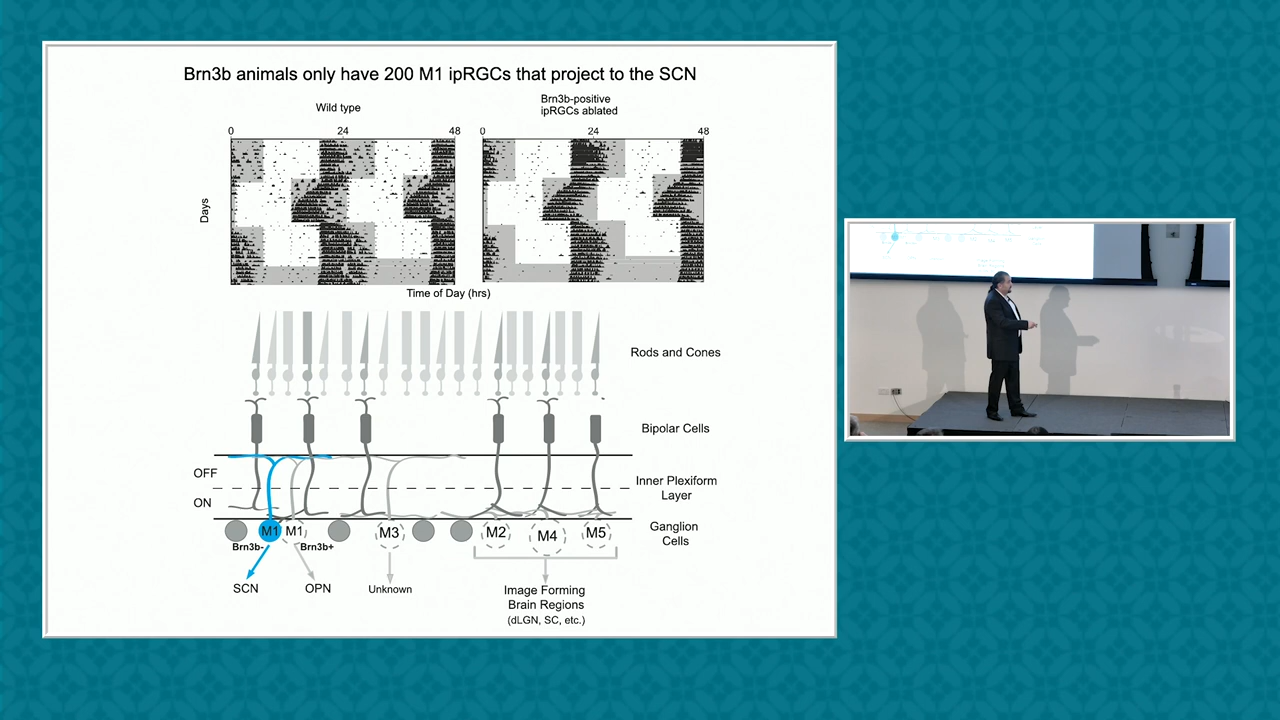 Brn3b animals only have 200 M1 ipRGCs that project to the SCN
Wild type
Brn3b-positive
ipRGCs ablated
0
24
48
0
24
48
Days
Time of Day (hrs)
Rods and Cones
Bipolar Cells
OFF
ON
Inner Plexiform
Layer
M1
M1
M3
M2
M4
M5
Ganglion
Cells
Brn3b-
Brn3b+
SCN
OPN
Unknown
Image Forming
Brain Regions
(dLGN, SC, etc.)